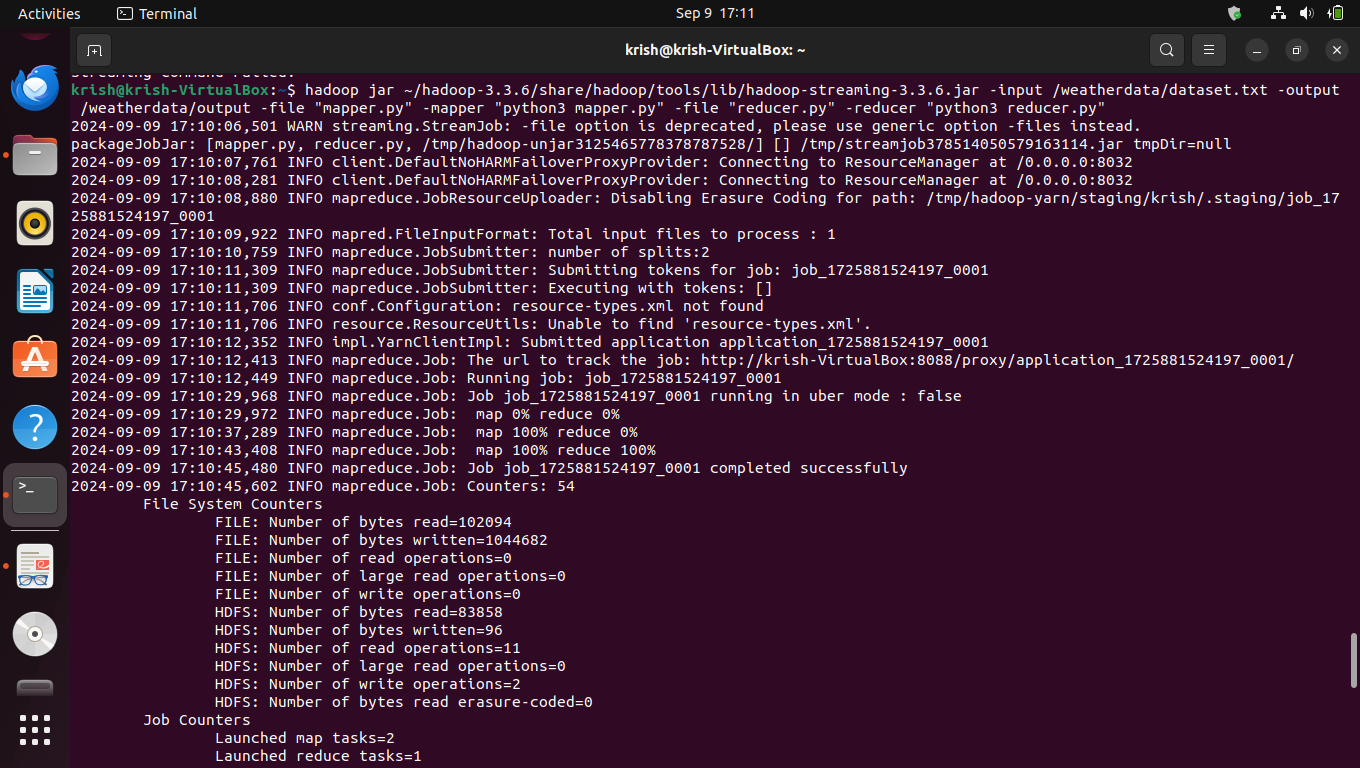 Activities
Terminal
Sep 9 17:11
krish@krish-VirtualBox: ~
Streaming Command Failed!
krish@krish-VirtualBox:~$ hadoop jar ~/hadoop-3.3.6/share/hadoop/tools/lib/hadoop-streaming-3.3.6.jar -input /weatherdata/dataset.txt -output
/weatherdata/output -file "mapper.py" -mapper "python3 mapper.py" -file "reducer.py" -reducer "python3 reducer.py"
2024-09-09 17:10:06,501 WARN streaming.StreamJob: -file option is deprecated, please use generic option -files instead.
packageJobJar: [mapper.py, reducer.py, /tmp/hadoop-unjar3125465778378787528/] [] /tmp/streamjob378514050579163114.jar tmpDir=null
2024-09-09 17:10:07,761 INFO client.DefaultNoHARMFailoverProxyProvider: Connecting to ResourceManager at /0.0.0.0:8032
2024-09-09 17:10:08,281 INFO client.DefaultNoHARMFailoverProxyProvider: Connecting to ResourceManager at /0.0.0.0:8032
2024-09-09 17:10:08,880 INFO mapreduce.JobResourceUploader: Disabling Erasure Coding for path: /tmp/hadoop-yarn/staging/krish/.staging/job_17
25881524197_0001
2024-09-09 17:10:09,922 INFO mapred.FileInputFormat: Total input files to process : 1
2024-09-09 17:10:10,759 INFO mapreduce.JobSubmitter: number of splits:2
2024-09-09 17:10:11,309 INFO mapreduce.JobSubmitter: Submitting tokens for job: job_1725881524197_0001
2024-09-09 17:10:11,309 INFO mapreduce.JobSubmitter: Executing with tokens: []
2024-09-09 17:10:11,706 INFO conf.Configuration: resource-types.xml not found
2024-09-09 17:10:11,706 INFO resource.ResourceUtils: Unable to find 'resource-types.xml'.
2024-09-09 17:10:12,352 INFO impl.YarnClientImpl: Submitted application application_1725881524197_0001
2024-09-09 17:10:12,413 INFO mapreduce.Job: The url to track the job: http://krish-VirtualBox:8088/proxy/application_1725881524197_0001/
2024-09-09 17:10:12,449 INFO mapreduce.Job: Running job: job_1725881524197_0001
2024-09-09 17:10:29,968 INFO mapreduce.Job: Job job_1725881524197_0001 running in uber mode : false
2024-09-09 17:10:29,972 INFO mapreduce.Job:  map 0% reduce 0%
2024-09-09 17:10:37,289 INFO mapreduce.Job:  map 100% reduce 0%
2024-09-09 17:10:43,408 INFO mapreduce.Job:  map 100% reduce 100%
2024-09-09 17:10:45,480 INFO mapreduce.Job: Job job_1725881524197_0001 completed successfully
2024-09-09 17:10:45,602 INFO mapreduce.Job: Counters: 54
File System Counters
FILE: Number of bytes read=102094
FILE: Number of bytes written=1044682
FILE: Number of read operations=0
FILE: Number of large read operations=0
FILE: Number of write operations=0
HDFS: Number of bytes read=83858
HDFS: Number of bytes written=96
HDFS: Number of read operations=11
HDFS: Number of large read operations=0
HDFS: Number of write operations=2
HDFS: Number of bytes read erasure-coded=0
Job Counters
Launched map tasks=2
Launched reduce tasks=1